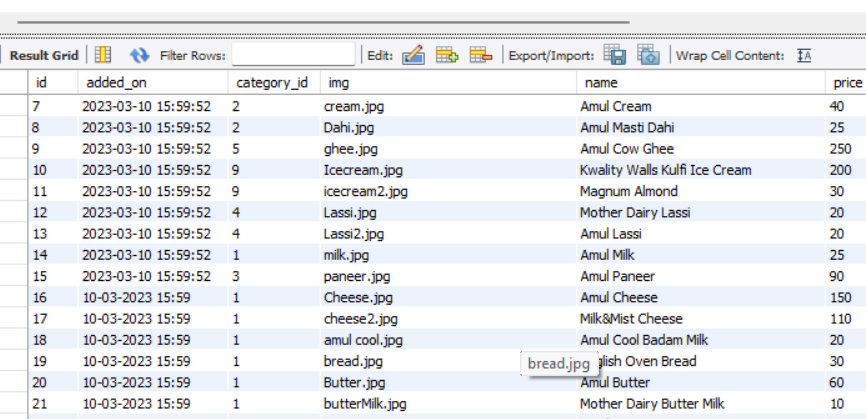 Result Grid Filter Rows: Edit: Export/Import: Wrap Cell Content: IA
id added_on category_id img name price
7 2023-03-10 15:59:52 2 cream.jpg Amul Cream 40
8 2023-03-10 15:59:52 2 Dahi.jpg Amul Masti Dahi 25
9 2023-03-10 15:59:52 5 ghee.jpg Amul Cow Ghee 250
10 2023-03-10 15:59:52 9 Icecream.jpg Kwality Walls Kulfi Ice Cream 200
11 2023-03-10 15:59:52 9 icecream2.jpg Magnum Almond 30
12 2023-03-10 15:59:52 4 Lassi.jpg Mother Dairy Lassi 20
13 2023-03-10 15:59:52 4 Lassi2.jpg Amul Lassi 20
14 2023-03-10 15:59:52 1 milk.jpg Amul Milk 25
15 2023-03-10 15:59:52 3 paneer.jpg Amul Paneer 90
16 10-03-2023 15:59 1 Cheese.jpg Amul Cheese 150
17 10-03-2023 15:59 1 cheese2.jpg Milk&Mist Cheese 110
18 10-03-2023 15:59 1 amul cool.jpg Amul Cool Badam Milk 20
19 10-03-2023 15:59 1 bread.jpg bread.jpg glish Oven Bread 30
20 10-03-2023 15:59 1 Butter.jpg Amul Butter 60
21 10-03-2023 15:59 1 butterMilk.jpg Mother Dairy Butter Milk 10